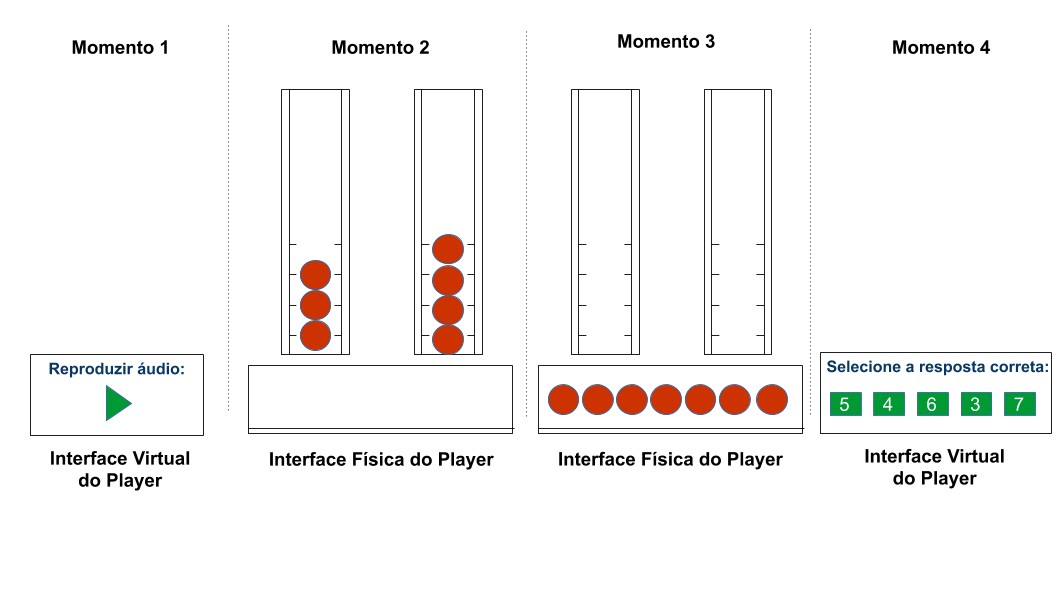 Momento 1
Momento 2
Momento 3
Momento 4
Reproduzir áudio:
Interface Virtual
do Player
Interface Física do Player
Interface Física do Player
Selecione a resposta correta:
5 4 6 3 7
Interface Virtual
do Player